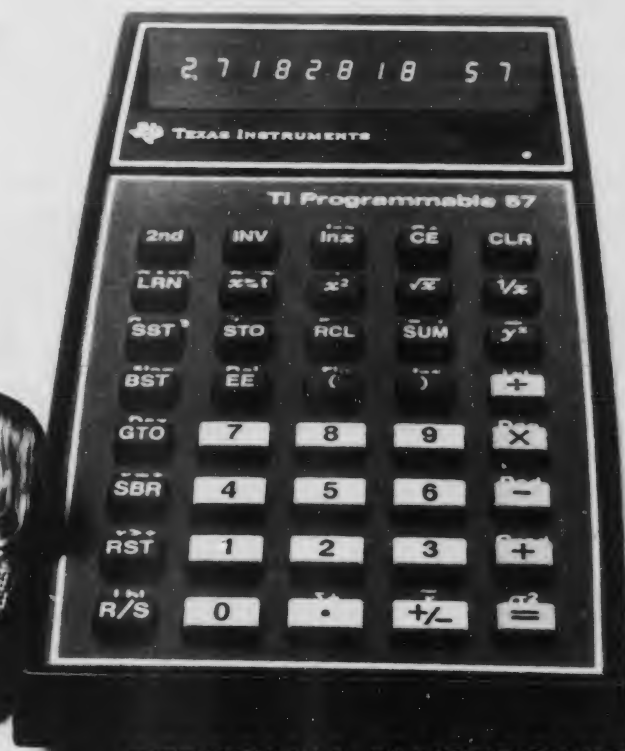 2.7182818 57
TEXAS INSTRUMENTS
TI Programmable 57
2nd INV lnx CE CLR
LRN x⇄t x² √x 1/x
SST STO RCL SUM yˣ
BST EE ( ) ÷
GTO 7 8 9 ×
SBR 4 5 6 −
RST 1 2 3 +
R/S 0 . +/− =